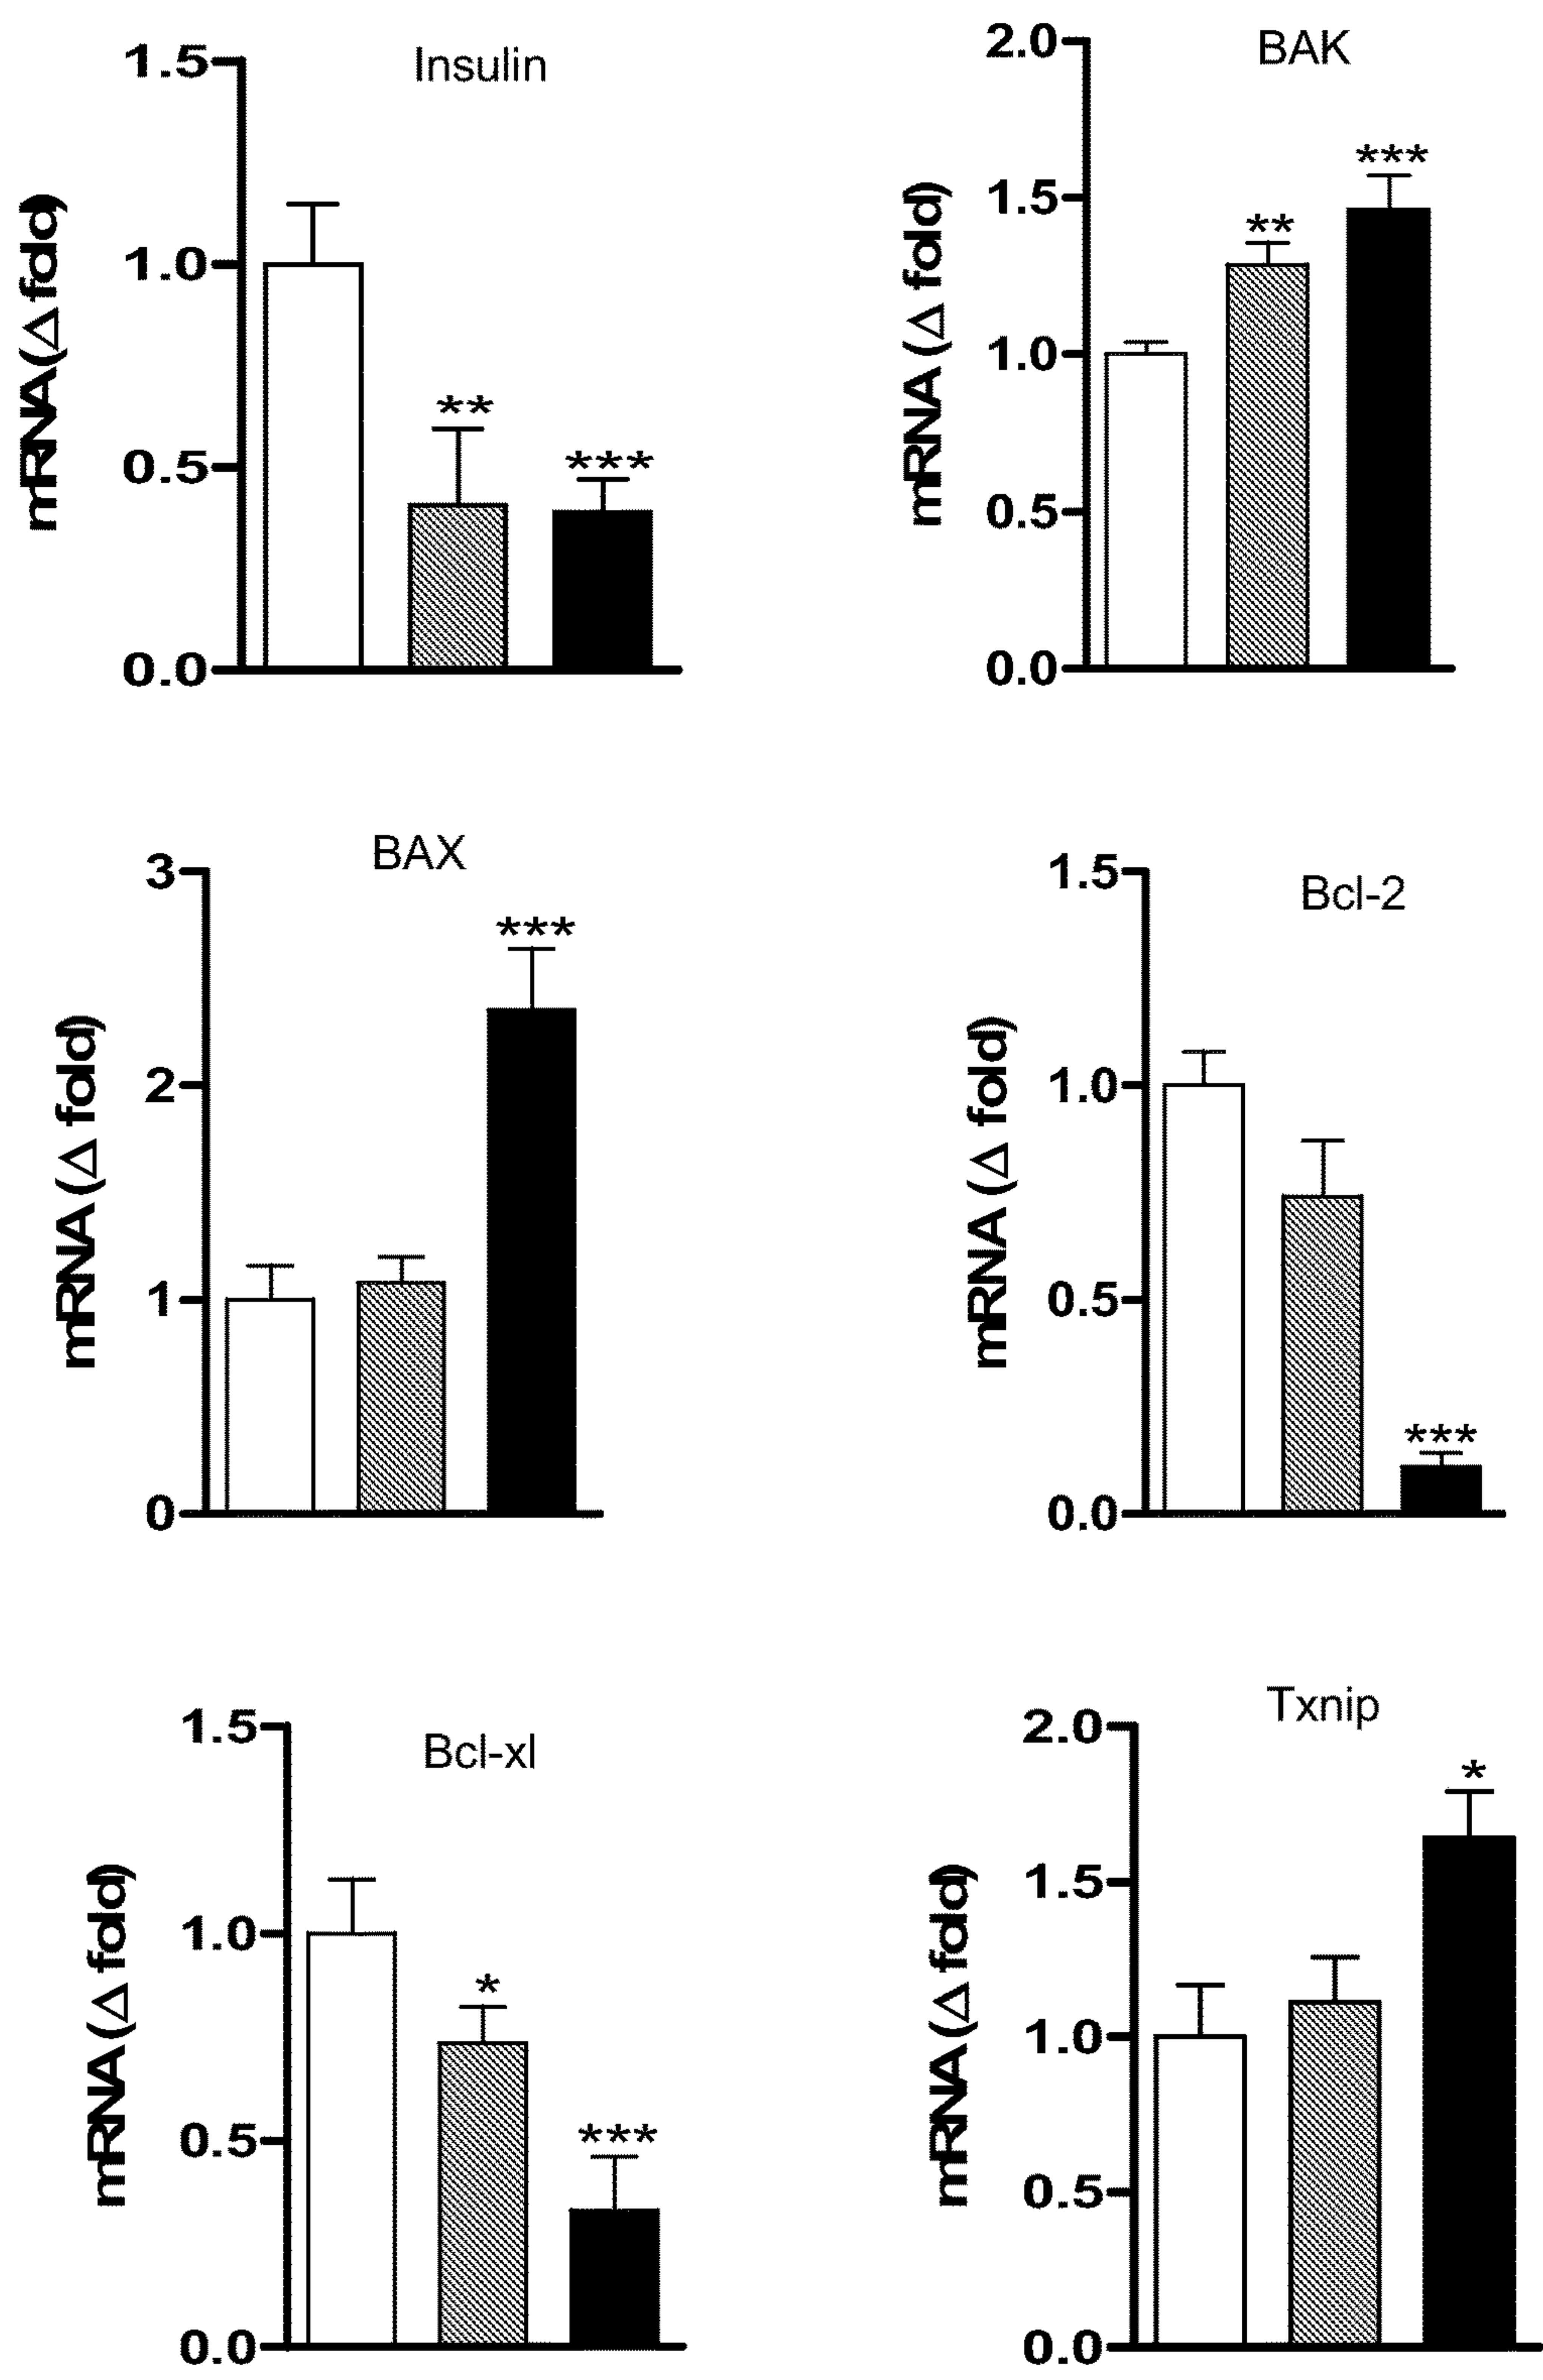 Insulin
mRNA (Δ fold)
1.5
1.0
0.5
0.0
**
***
BAK
mRNA (Δ fold)
2.0
1.5
1.0
0.5
0.0
**
***
BAX
mRNA (Δ fold)
3
2
1
0
***
Bcl-2
mRNA (Δ fold)
1.5
1.0
0.5
0.0
***
Bcl-xl
mRNA (Δ fold)
1.5
1.0
0.5
0.0
*
***
Txnip
mRNA (Δ fold)
2.0
1.5
1.0
0.5
0.0
*